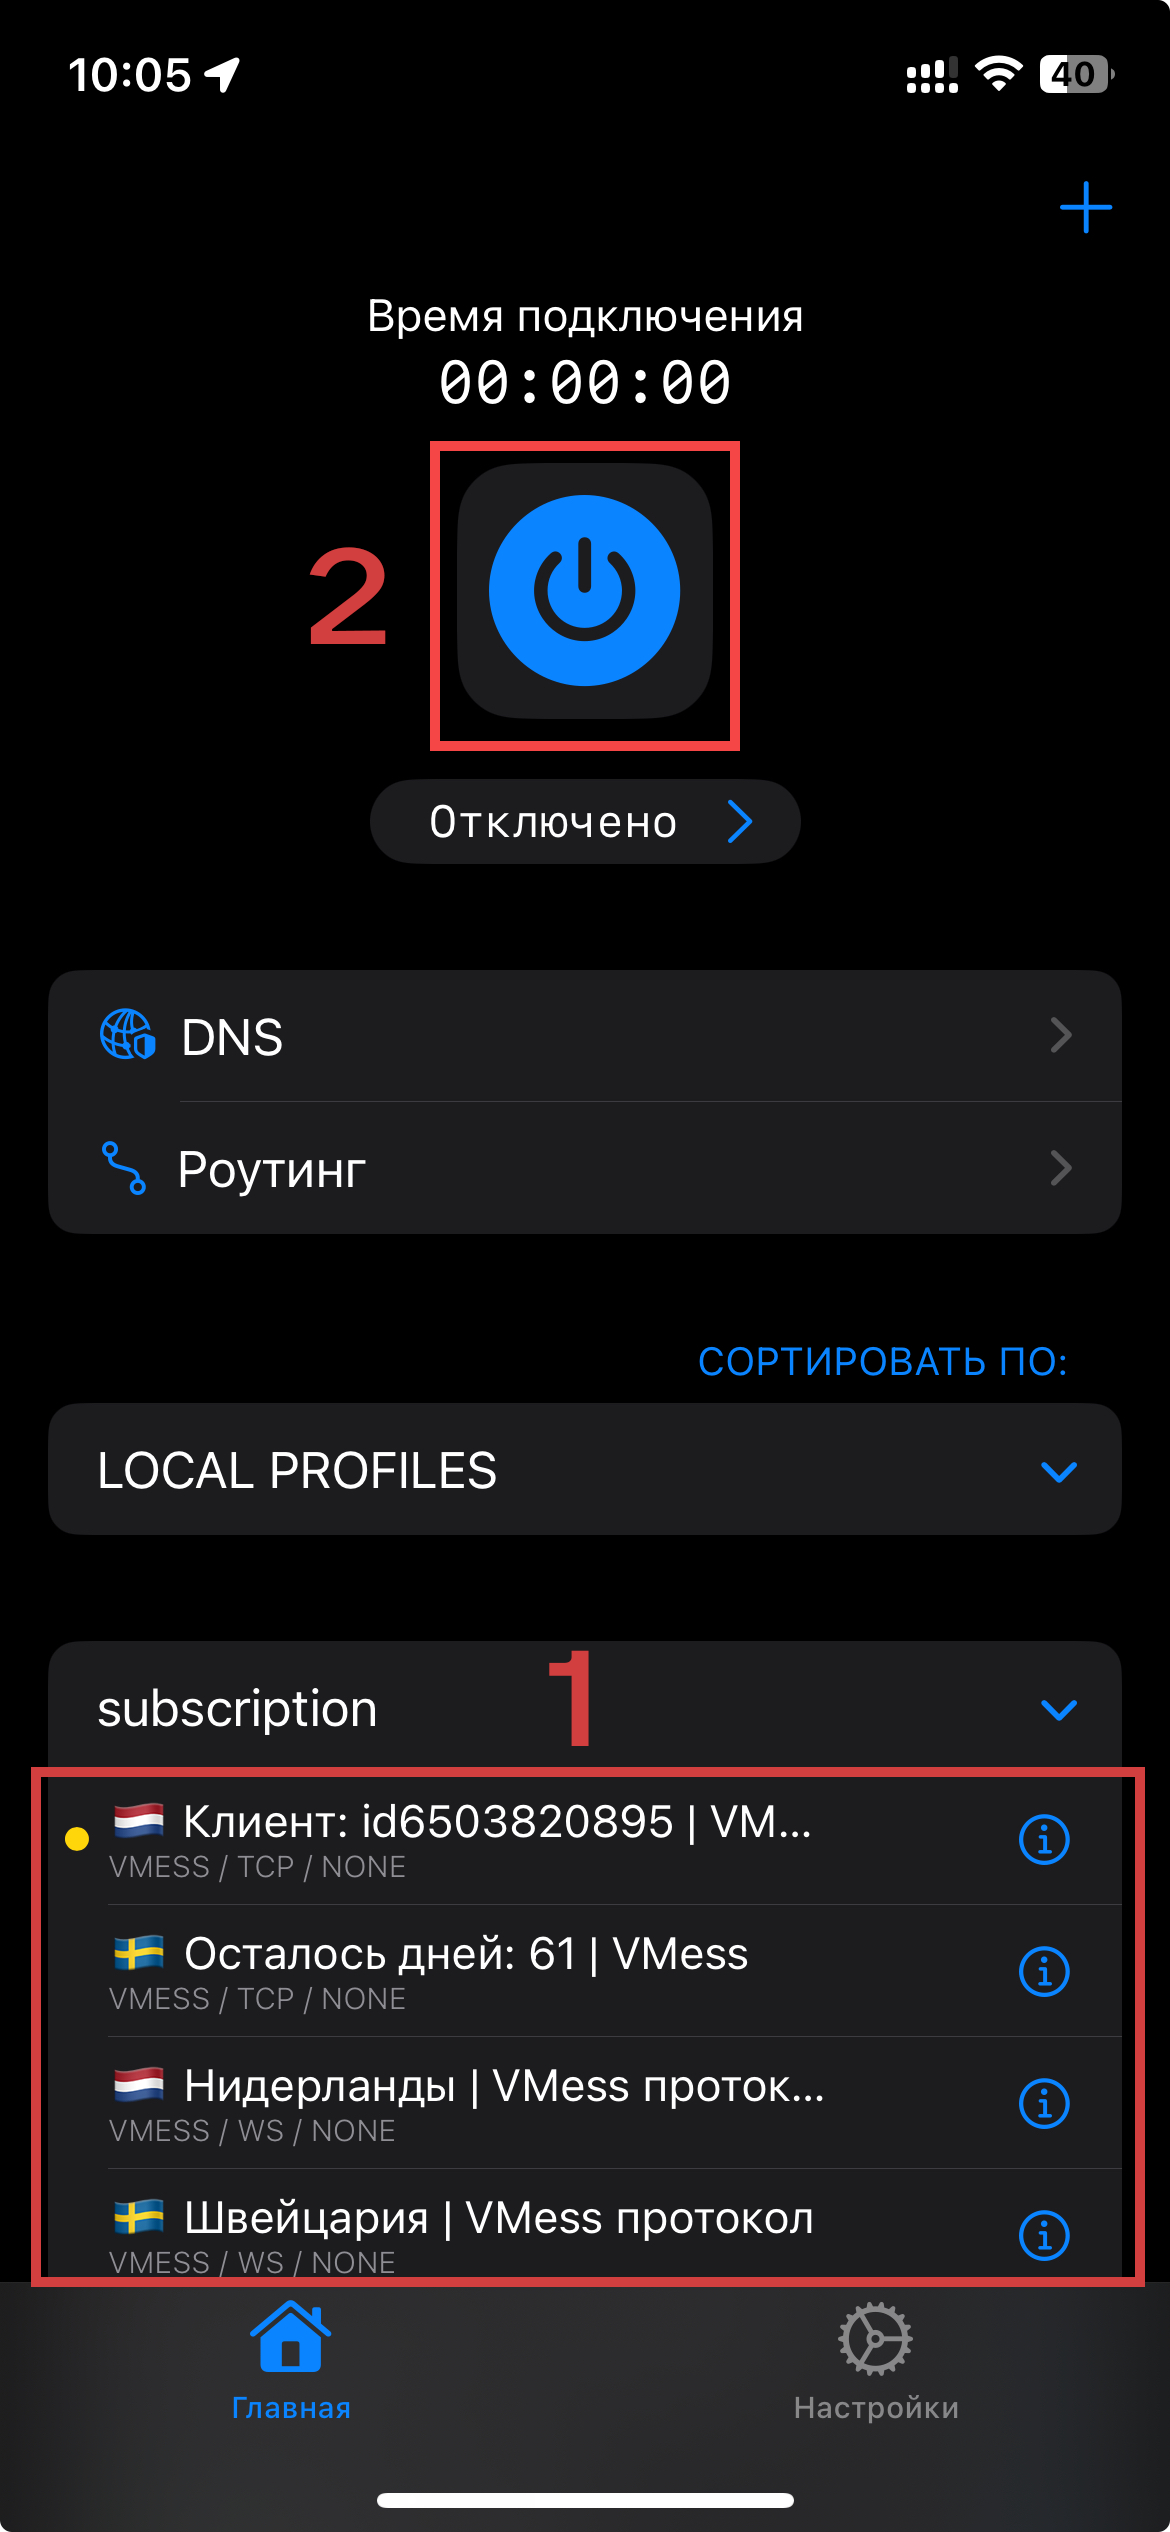 10:05
40
Время подключения
00:00:00
2
Отключено
DNS
Роутинг
СОРТИРОВАТЬ ПО:
LOCAL PROFILES
1
subscription
Клиент: id6503820895 | VM...
VMESS / TCP / NONE
Осталось дней: 61 | VMess
VMESS / TCP / NONE
Нидерланды | VMess проток...
VMESS / WS / NONE
Швейцария | VMess протокол
VMESS / WS / NONE
Главная
Настройки